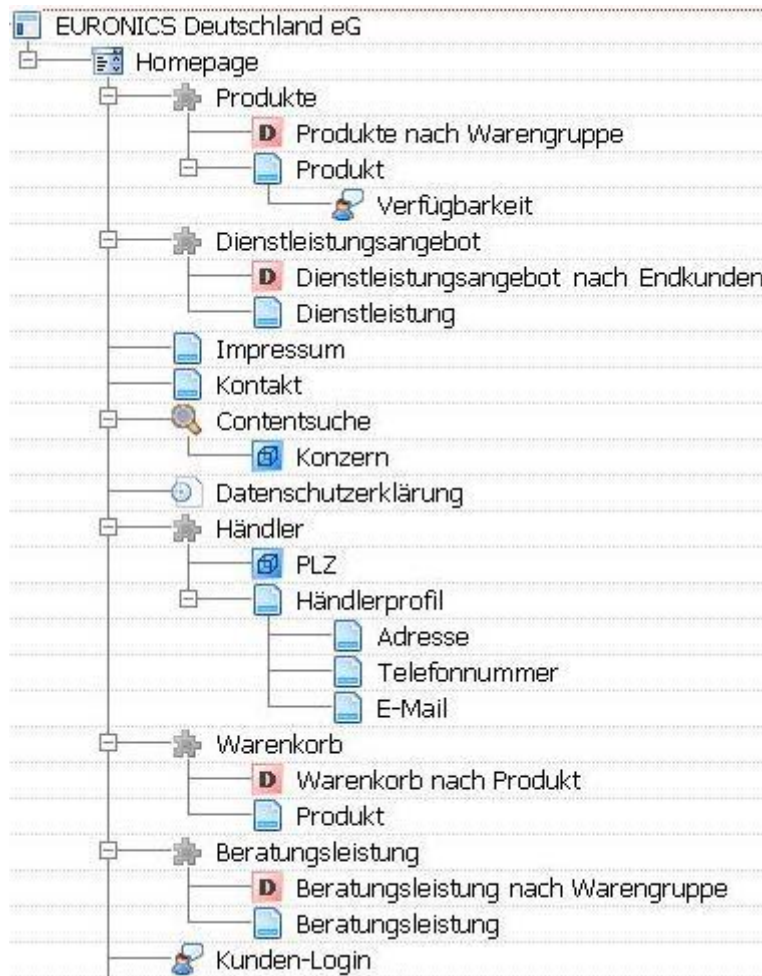 EURONICS Deutschland eG
Homepage
Produkte
D Produkte nach Warengruppe
Produkt
Verfügbarkeit
Dienstleistungsangebot
D Dienstleistungsangebot nach Endkunden
Dienstleistung
Impressum
Kontakt
Contentsuche
Konzern
Datenschutzerklärung
Händler
PLZ
Händlerprofil
Adresse
Telefonnummer
E-Mail
Warenkorb
D Warenkorb nach Produkt
Produkt
Beratungsleistung
D Beratungsleistung nach Warengruppe
Beratungsleistung
Kunden-Login